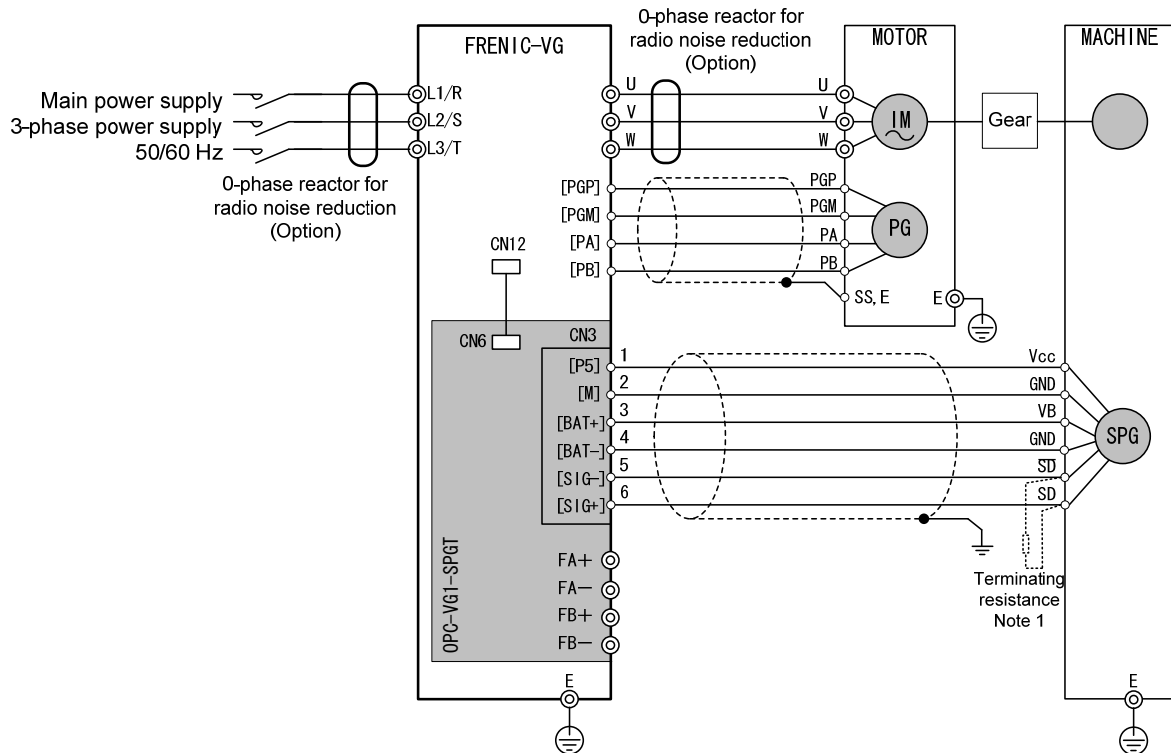 0-phase reactor for
radio noise reduction
(Option)
FRENIC-VG
MOTOR
MACHINE
Main power supply
3-phase power supply
50/60 Hz
L1/R
L2/S
L3/T
0-phase reactor for
radio noise reduction
(Option)
U
V
W
U
V
W
IM
Gear
[PGP]
[PGM]
[PA]
[PB]
PGP
PGM
PA
PB
SS,E
PG
E
CN12
CN6
CN3
[P5]
[M]
[BAT+]
[BAT-]
[SIG-]
[SIG+]
1
2
3
4
5
6
Vcc
GND
VB
GND
S̅D̅
SD
SPG
Terminating
resistance
Note 1
OPC-VG1-SPGT
FA+
FA-
FB+
FB-
E
E